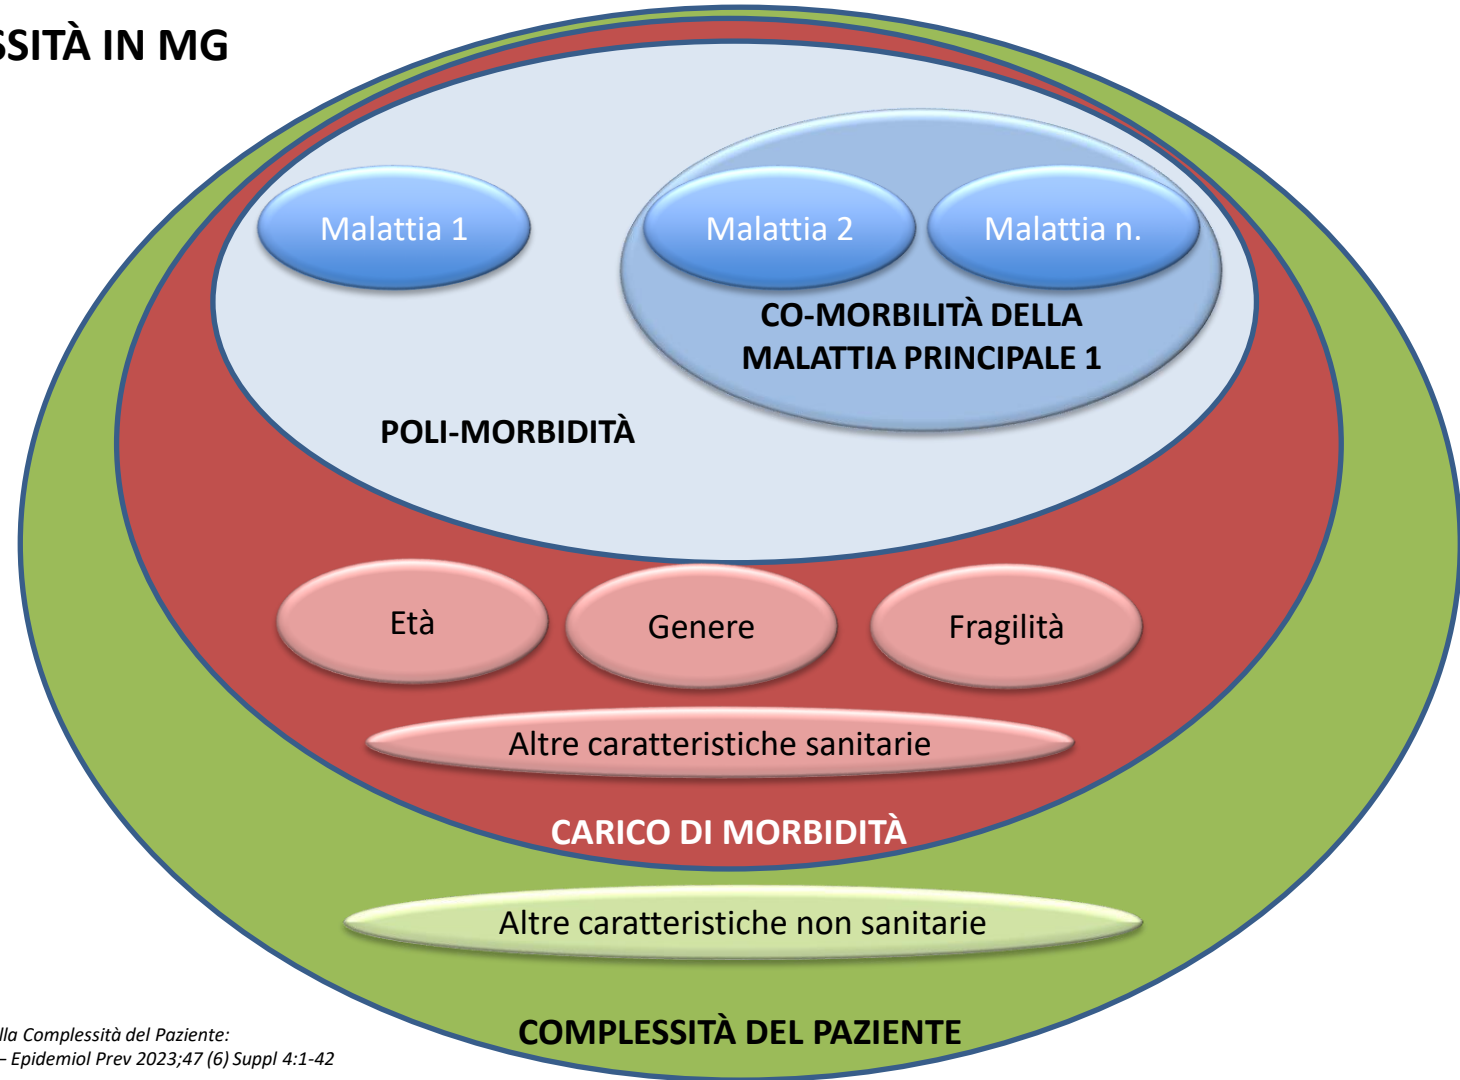 SSITÀ IN MG
Malattia 1
Malattia 2
Malattia n.
CO-MORBILITÀ DELLA
MALATTIA PRINCIPALE 1
POLI-MORBIDITÀ
Età
Genere
Fragilità
Altre caratteristiche sanitarie
CARICO DI MORBIDITÀ
Altre caratteristiche non sanitarie
COMPLESSITÀ DEL PAZIENTE
lla Complessità del Paziente:
– Epidemiol Prev 2023;47 (6) Suppl 4:1-42